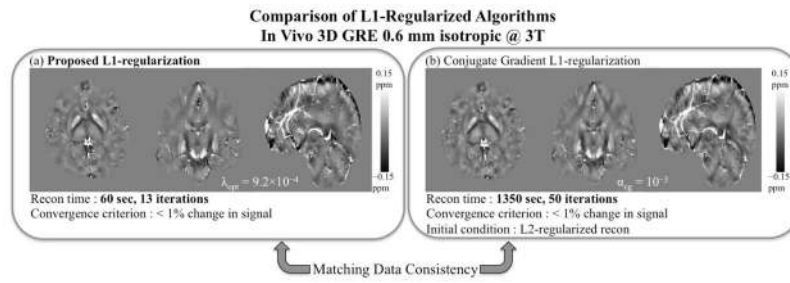 Comparison of L1-Regularized Algorithms
In Vivo 3D GRE 0.6 mm isotropic @ 3T
(a) Proposed L1-regularization
0.15
ppm
λopt = 9.2×10⁻⁴
−0.15
ppm
Recon time : 60 sec, 13 iterations
Convergence criterion : < 1% change in signal
(b) Conjugate Gradient L1-regularization
0.15
ppm
αcg = 10⁻³
−0.15
ppm
Recon time : 1350 sec, 50 iterations
Convergence criterion : < 1% change in signal
Initial condition : L2-regularized recon
Matching Data Consistency